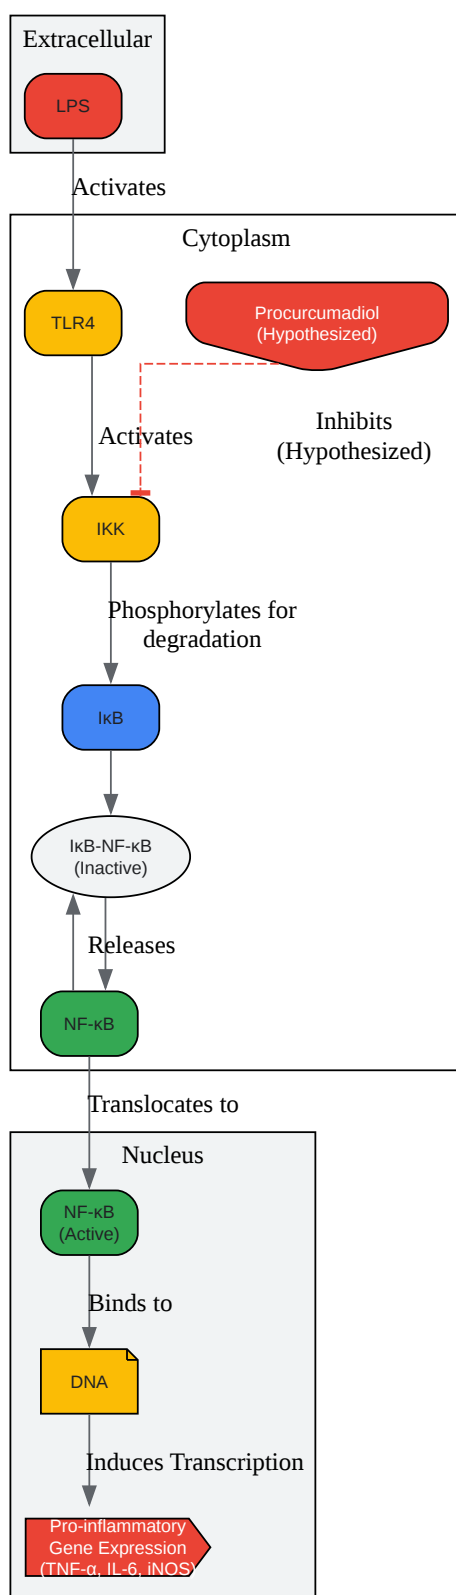 Extracellular
LPS
Activates
Cytoplasm
TLR4
Procurcumadiol
(Hypothesized)
Activates
Inhibits
(Hypothesized)
IKK
Phosphorylates for
degradation
IκB
IκB-NF-κB
(Inactive)
Releases
NF-κB
Translocates to
Nucleus
NF-κB
(Active)
Binds to
DNA
Induces Transcription
Pro-inflammatory
Gene Expression
(TNF-α, IL-6, iNOS)